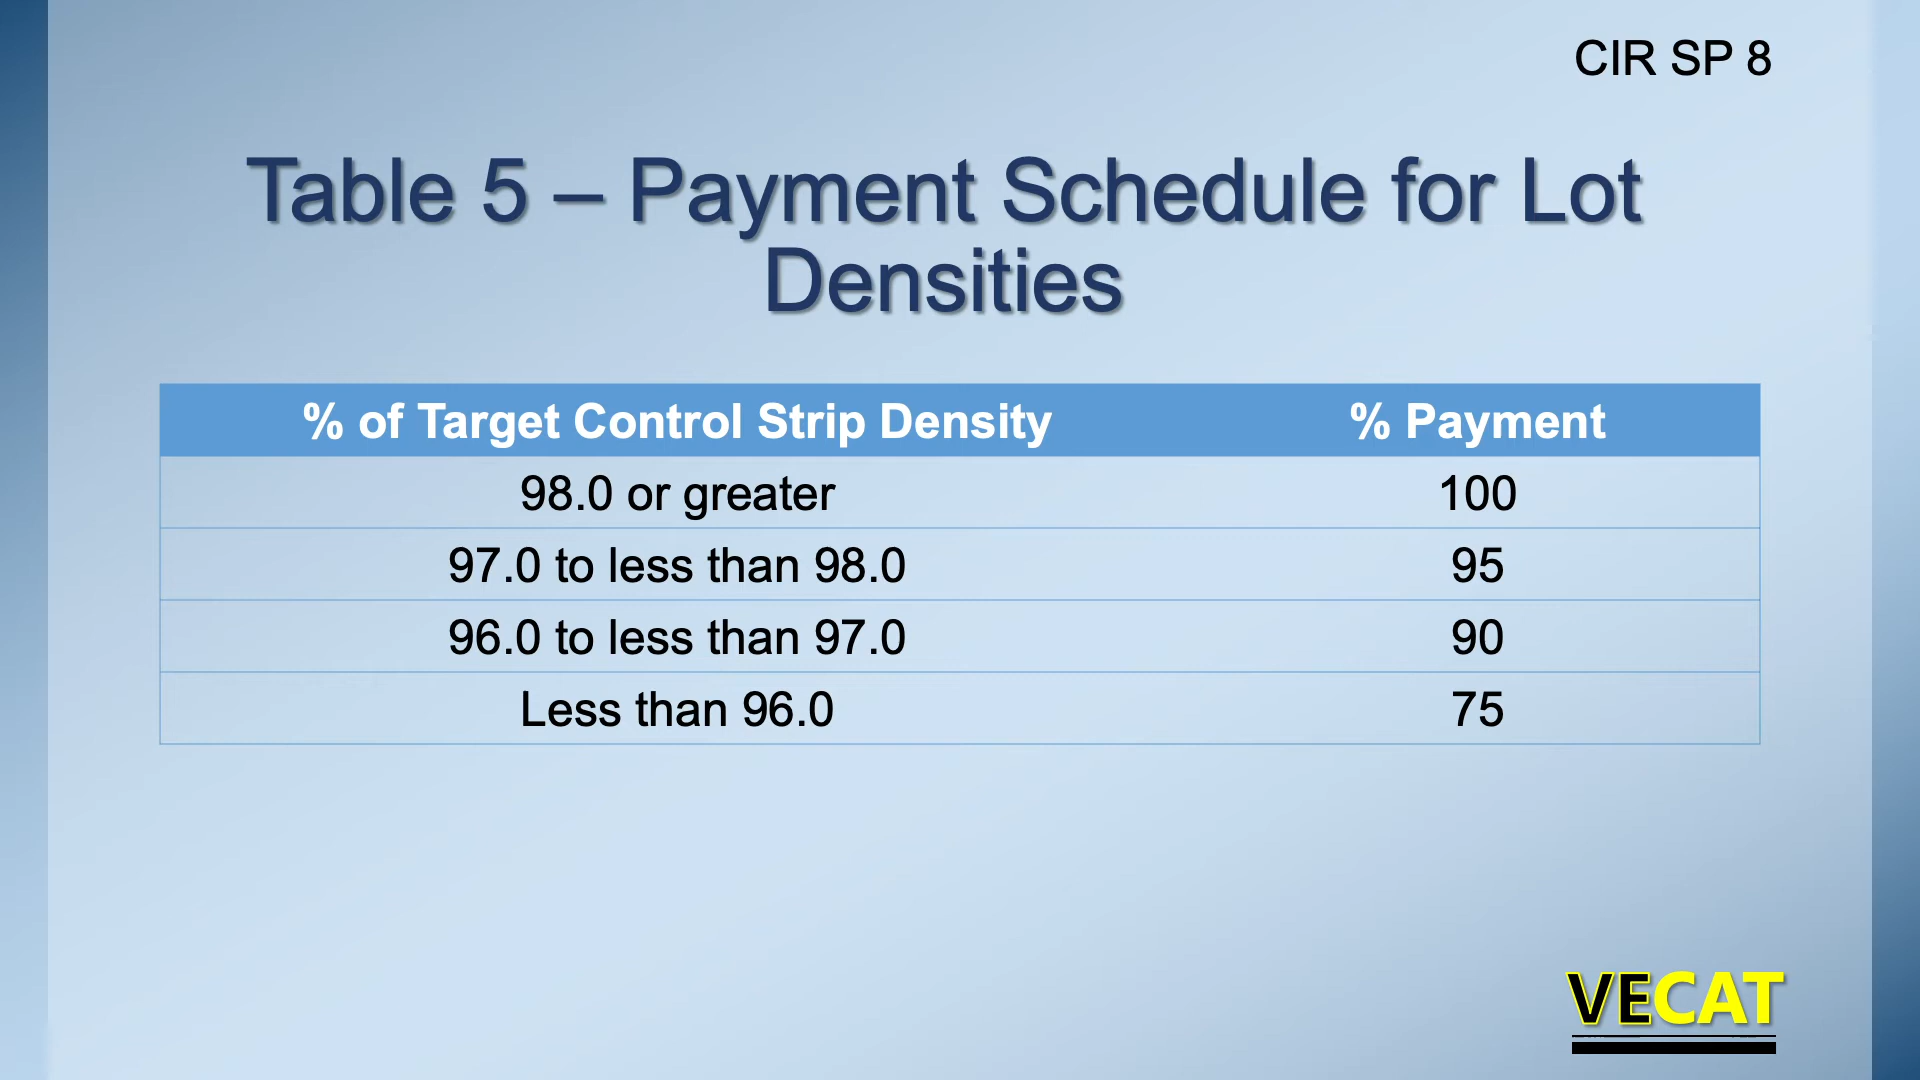 CIR SP 8
Table 5 – Payment Schedule for Lot
Densities
% of Target Control Strip Density % Payment
98.0 or greater 100
97.0 to less than 98.0 95
96.0 to less than 97.0 90
Less than 96.0 75
VECAT